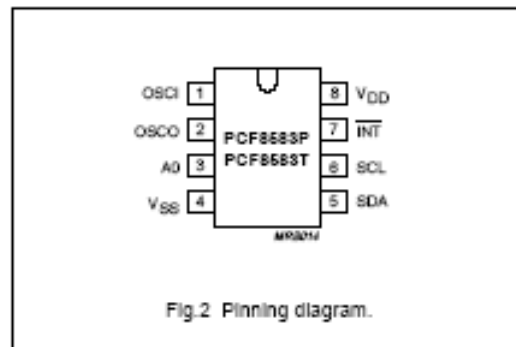 OSCI 1 8 VDD
OSCO 2 7 INT
PCF8583P
PCF8583T
A0 3 6 SCL
VSS 4 5 SDA
MRB014
Fig.2 Pinning diagram.